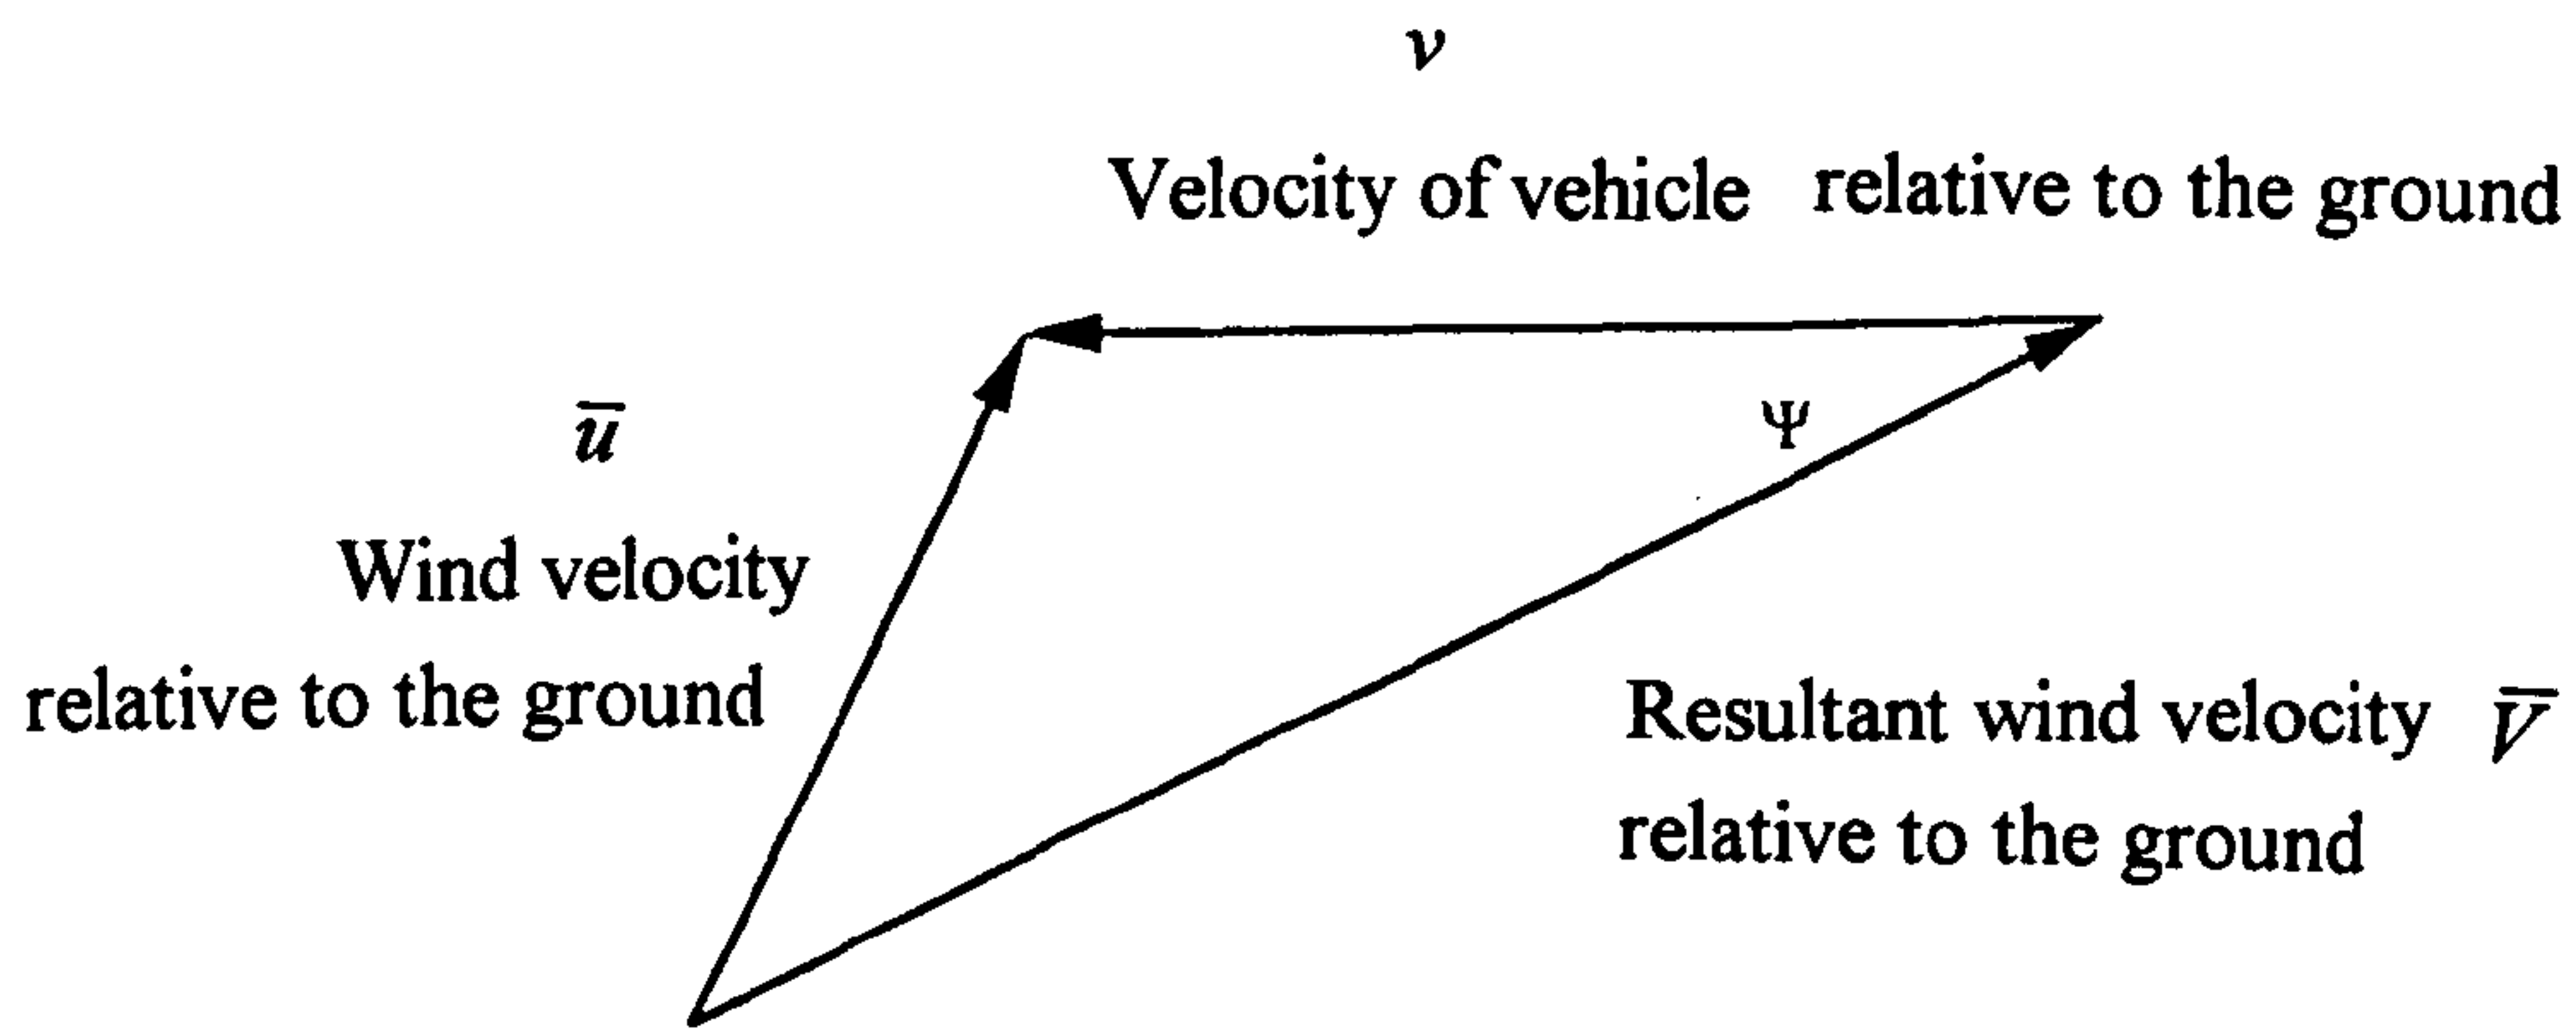 v
Velocity of vehicle relative to the ground
u̅
Wind velocity
relative to the ground
Ψ
Resultant wind velocity V̅
relative to the ground